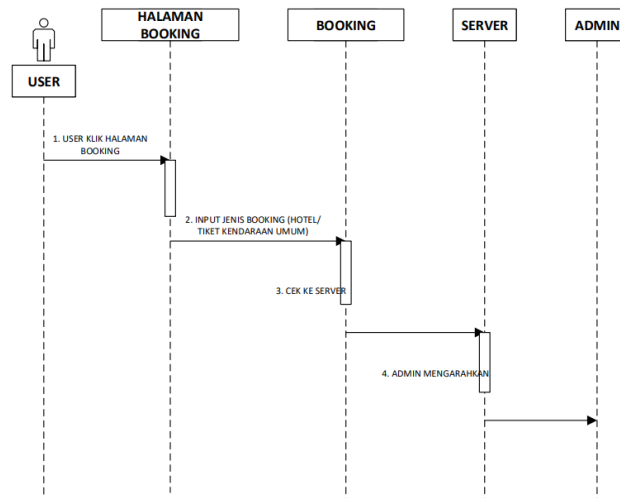 HALAMAN
BOOKING
BOOKING
SERVER
ADMIN
USER
1. USER KLIK HALAMAN
BOOKING
2. INPUT JENIS BOOKING (HOTEL/
TIKET KENDARAAN UMUM)
3. CEK KE SERVER
4. ADMIN MENGARAHKAN